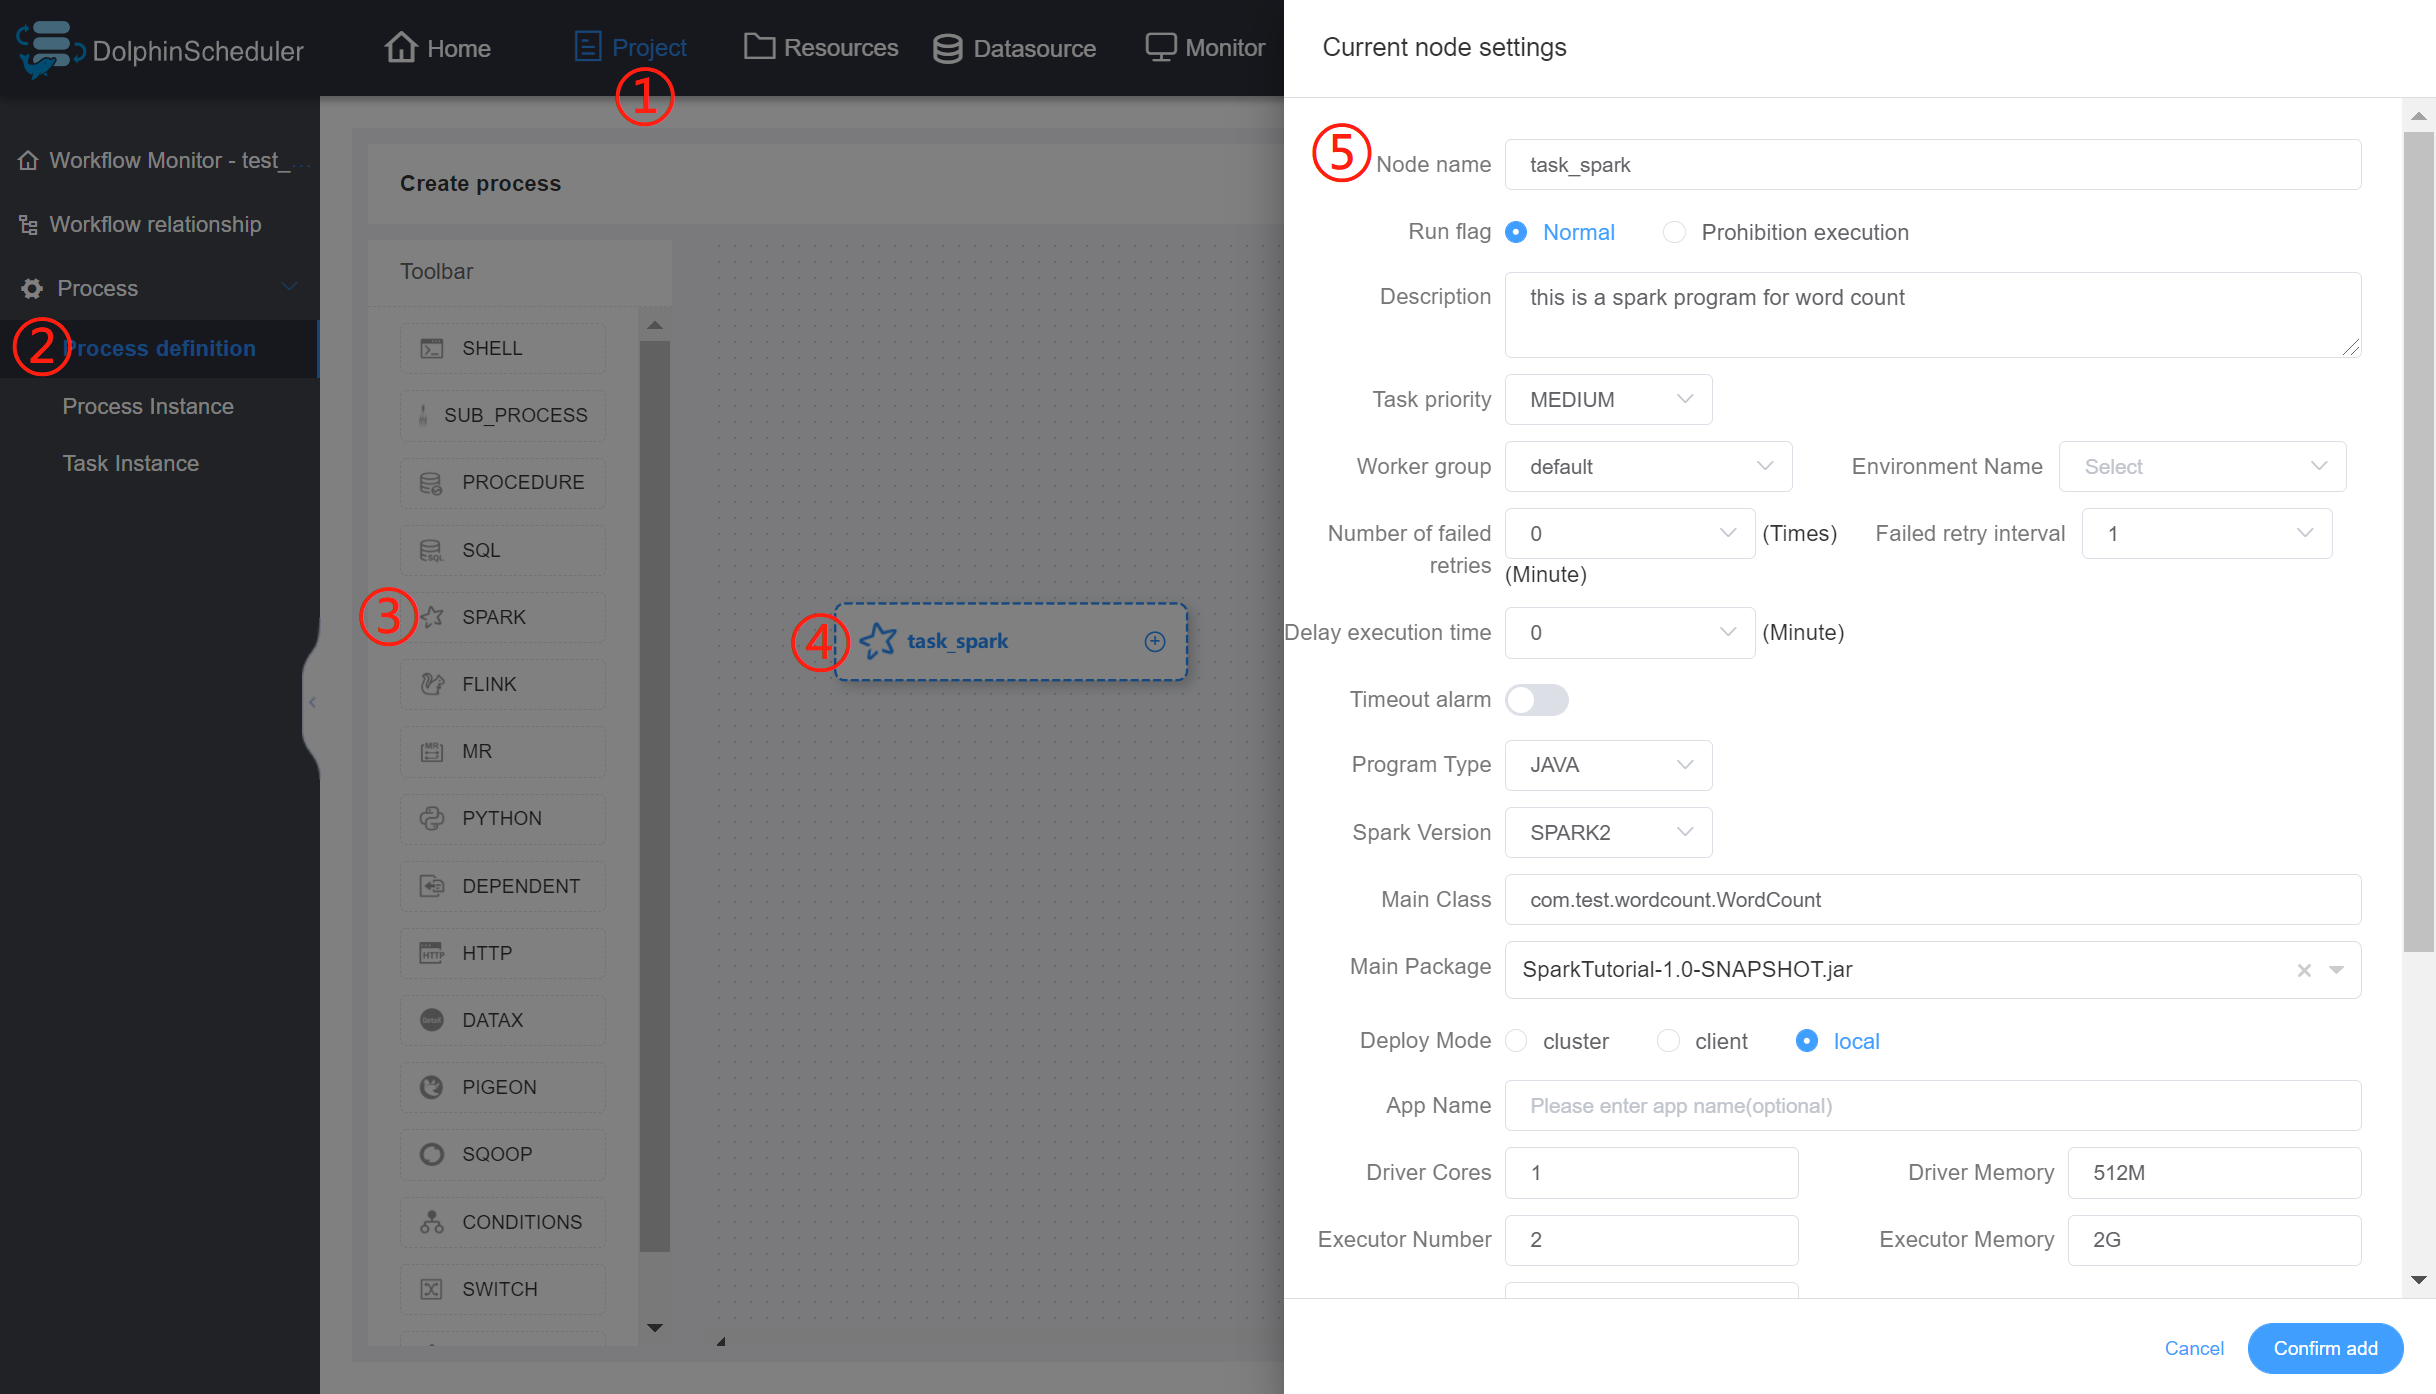 DolphinScheduler
Home
Project
Resources
Datasource
Monitor
①
Workflow Monitor - test_...
Workflow relationship
Process
② Process definition
Process Instance
Task Instance
Create process
Toolbar
SHELL
SUB_PROCESS
PROCEDURE
SQL
③ SPARK
FLINK
MR
PYTHON
DEPENDENT
HTTP
DATAX
PIGEON
SQOOP
CONDITIONS
SWITCH
④ task_spark
Current node settings
⑤ Node name task_spark
Run flag Normal Prohibition execution
Description this is a spark program for word count
Task priority MEDIUM
Worker group default Environment Name Select
Number of failed retries 0 (Times) Failed retry interval 1
(Minute)
Delay execution time 0 (Minute)
Timeout alarm
Program Type JAVA
Spark Version SPARK2
Main Class com.test.wordcount.WordCount
Main Package SparkTutorial-1.0-SNAPSHOT.jar
Deploy Mode cluster client local
App Name Please enter app name(optional)
Driver Cores 1 Driver Memory 512M
Executor Number 2 Executor Memory 2G
Cancel Confirm add